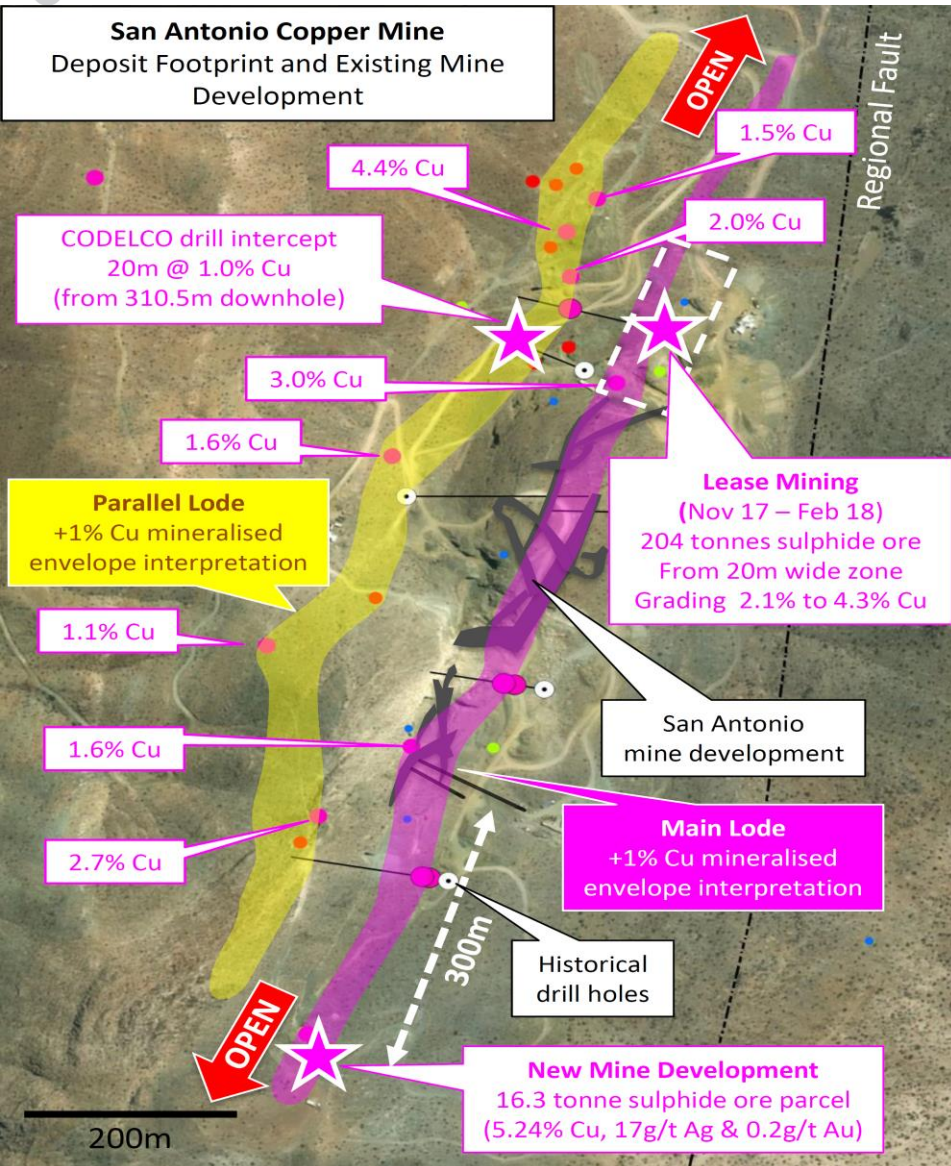 San Antonio Copper Mine
Deposit Footprint and Existing Mine
Development
OPEN
Regional Fault
1.5% Cu
4.4% Cu
2.0% Cu
CODELCO drill intercept
20m @ 1.0% Cu
(from 310.5m downhole)
3.0% Cu
1.6% Cu
Lease Mining
(Nov 17 – Feb 18)
204 tonnes sulphide ore
From 20m wide zone
Grading 2.1% to 4.3% Cu
Parallel Lode
+1% Cu mineralised
envelope interpretation
1.1% Cu
San Antonio
mine development
1.6% Cu
Main Lode
+1% Cu mineralised
envelope interpretation
2.7% Cu
300m
Historical
drill holes
OPEN
New Mine Development
16.3 tonne sulphide ore parcel
(5.24% Cu, 17g/t Ag & 0.2g/t Au)
200m